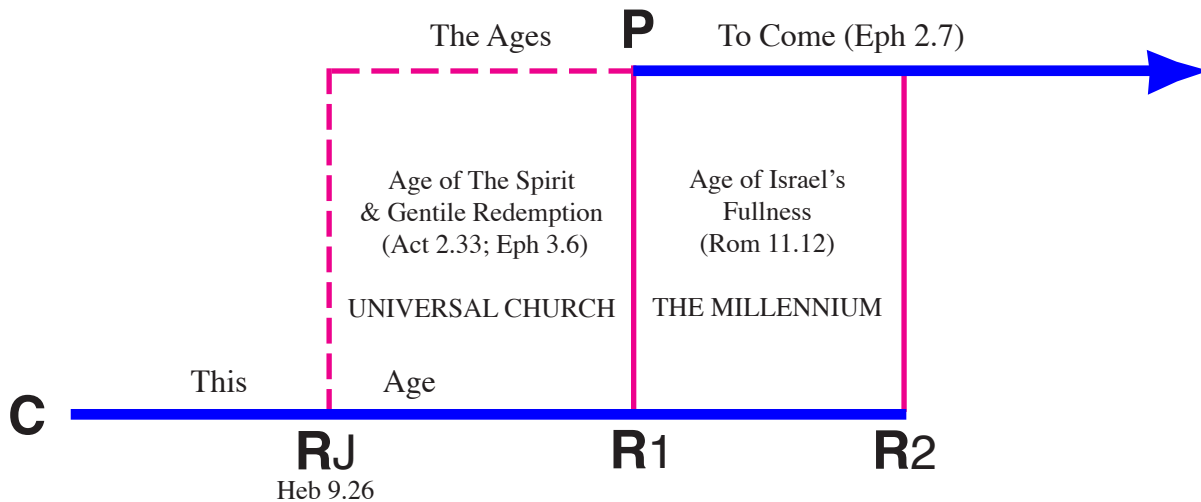 The Ages P To Come (Eph 2.7)
Age of The Spirit
& Gentile Redemption
(Act 2.33; Eph 3.6)
UNIVERSAL CHURCH
Age of Israel's
Fullness
(Rom 11.12)
THE MILLENNIUM
This Age
C
RJ R1 R2
Heb 9.26